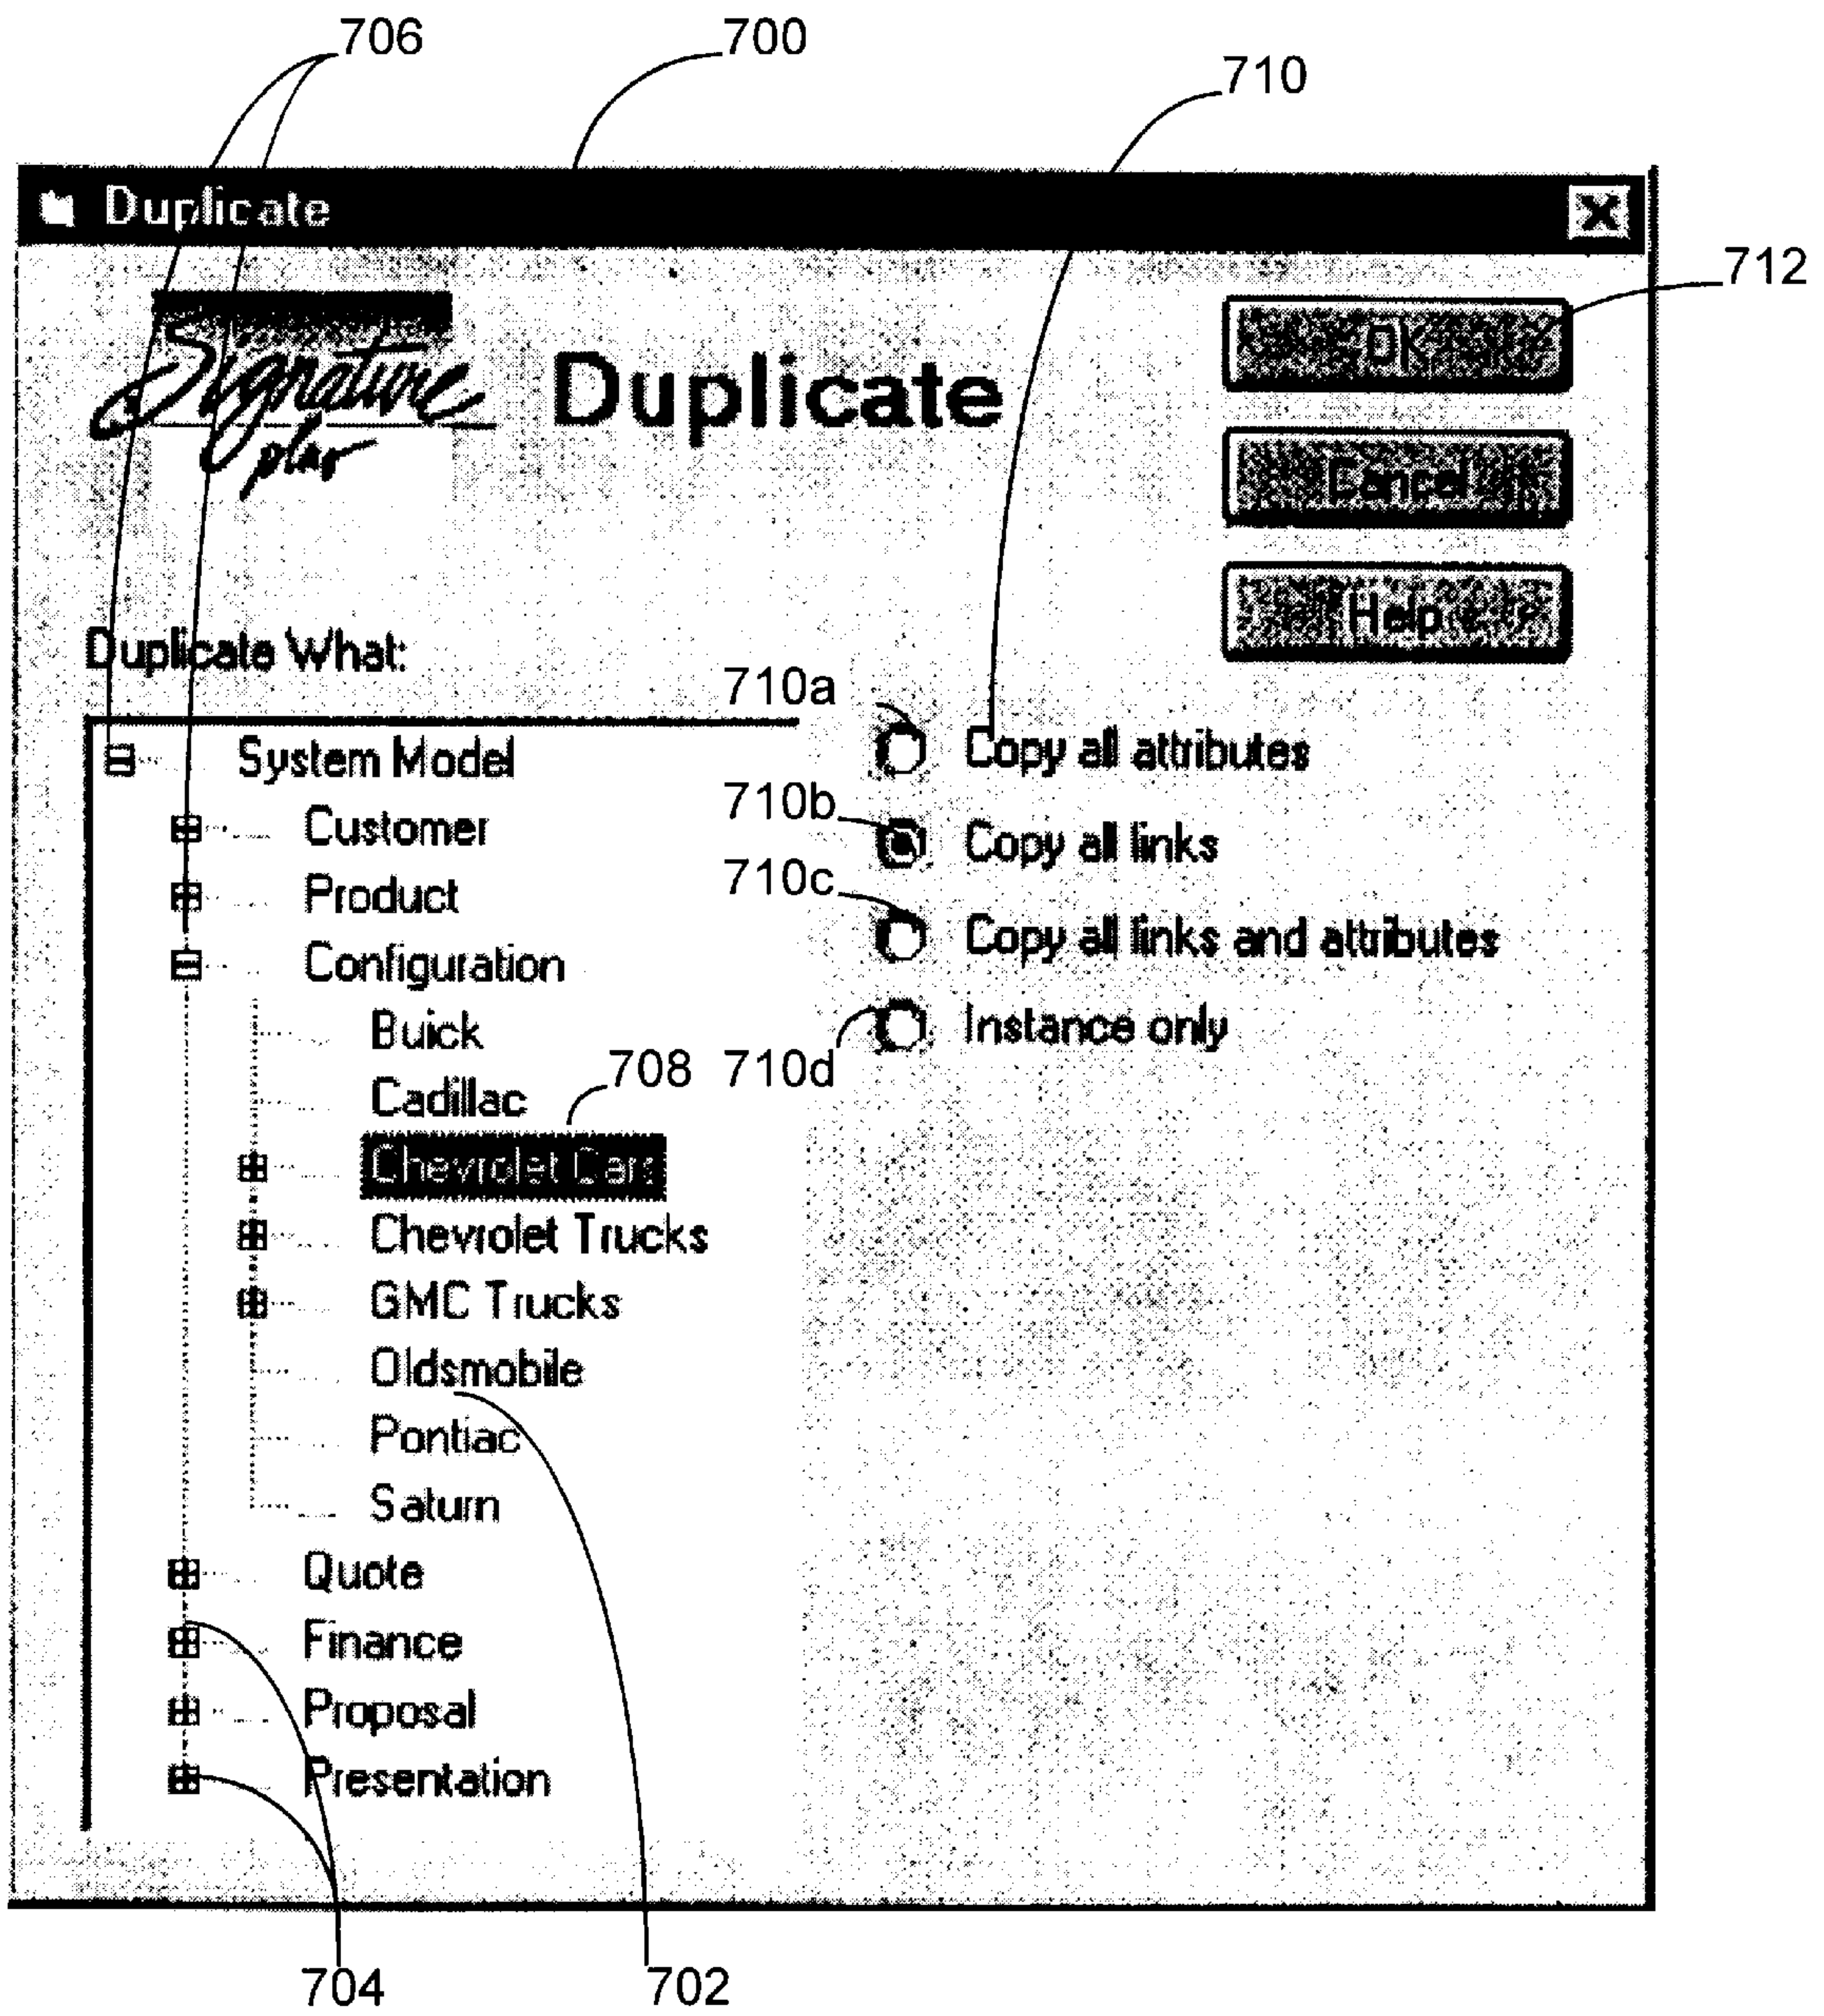 706
700
710
Duplicate
712
Signature
plus
Duplicate
OK
Cancel
Help
Duplicate What:
710a
System Model
Copy all attributes
710b
Customer
Copy all links
710c
Product
Copy all links and attributes
Configuration
Instance only
Buick
708
710d
Cadillac
Chevrolet Cars
Chevrolet Trucks
GMC Trucks
Oldsmobile
Pontiac
Saturn
Quote
Finance
Proposal
Presentation
704
702